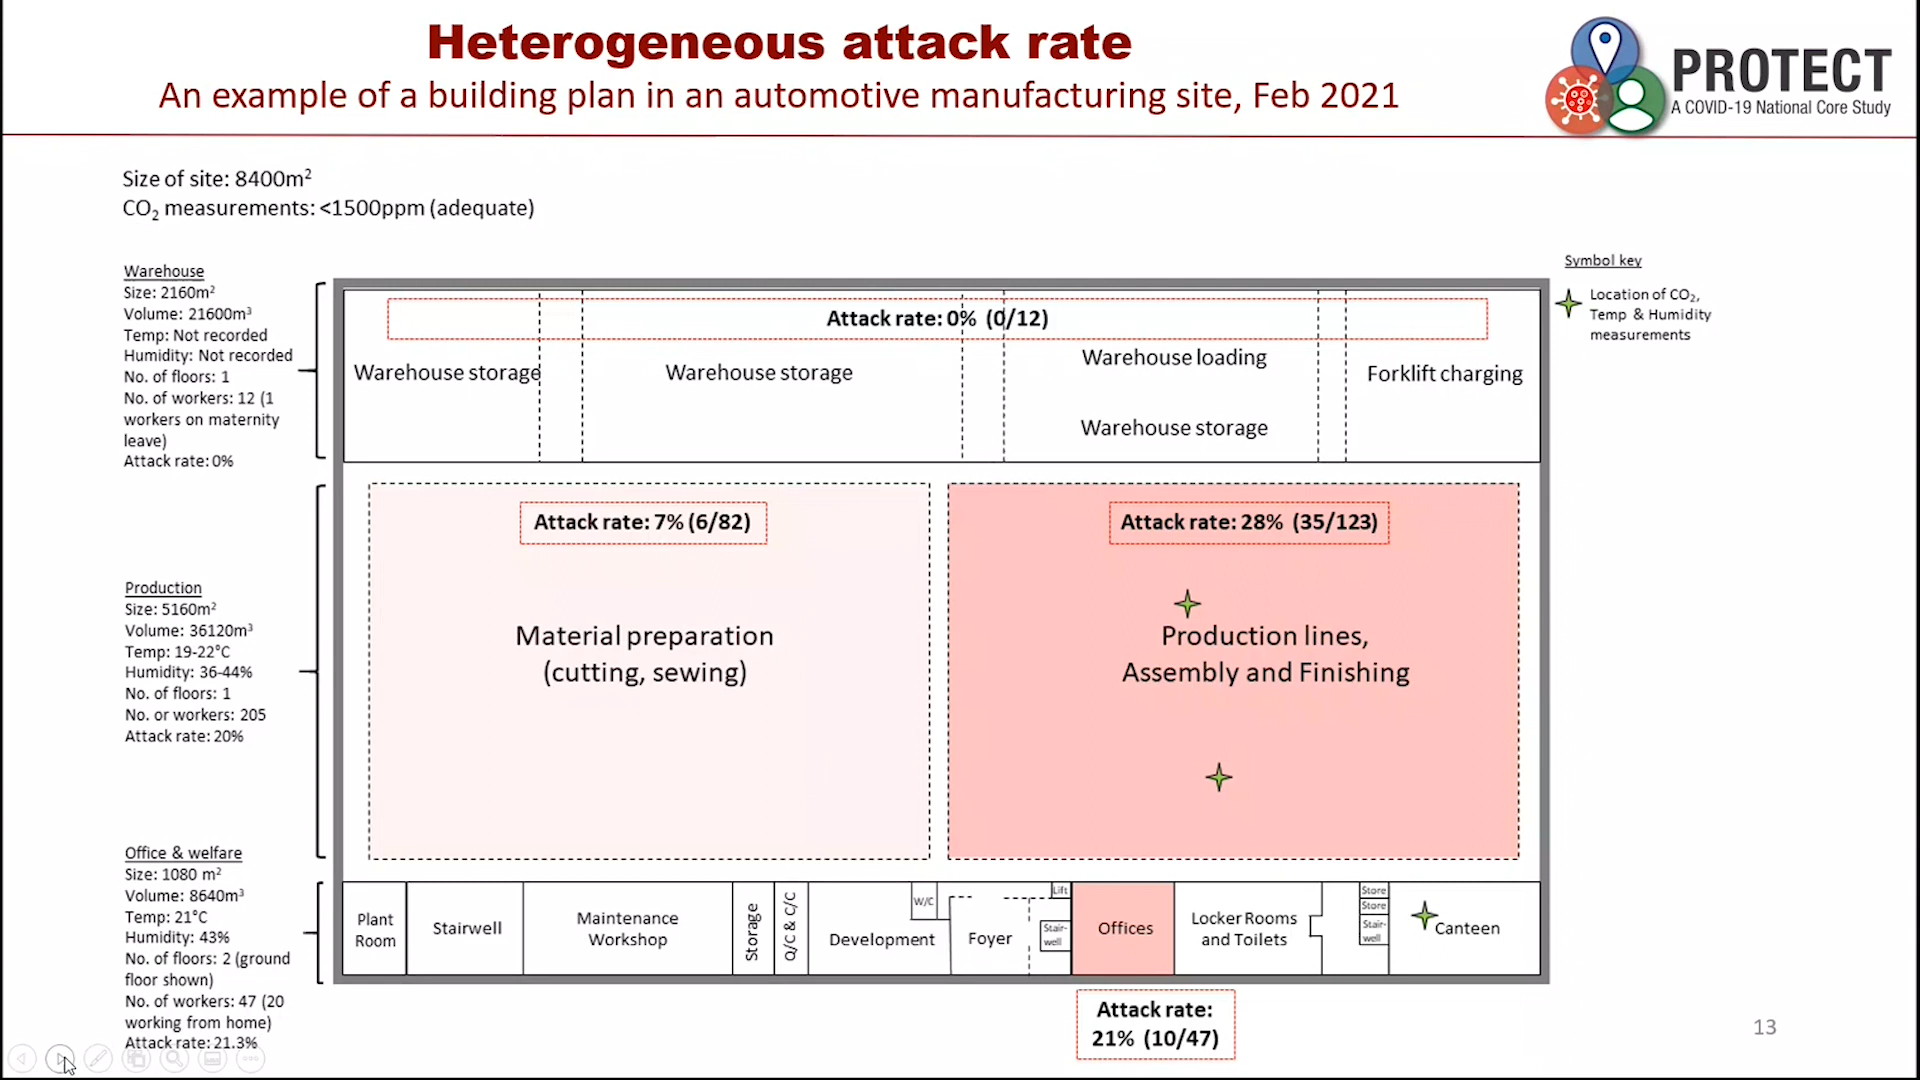 Heterogeneous attack rate
An example of a building plan in an automotive manufacturing site, Feb 2021
PROTECT
A COVID-19 National Core Study
Size of site: 8400m²
CO₂ measurements: <1500ppm (adequate)
Warehouse
Size: 2160m²
Volume: 21600m³
Temp: Not recorded
Humidity: Not recorded
No. of floors: 1
No. of workers: 12 (1
workers on maternity
leave)
Attack rate: 0%
Production
Size: 5160m²
Volume: 36120m³
Temp: 19-22°C
Humidity: 36-44%
No. of floors: 1
No. or workers: 205
Attack rate: 20%
Office & welfare
Size: 1080 m²
Volume: 8640m³
Temp: 21°C
Humidity: 43%
No. of floors: 2 (ground
floor shown)
No. of workers: 47 (20
working from home)
Attack rate: 21.3%
Attack rate: 0% (0/12)
Warehouse storage
Warehouse storage
Warehouse loading
Warehouse storage
Forklift charging
Attack rate: 7% (6/82)
Material preparation
(cutting, sewing)
Attack rate: 28% (35/123)
Production lines,
Assembly and Finishing
Plant
Room
Stairwell
Maintenance
Workshop
Storage
Q/C & C/C
Development
W/C
Foyer
Lift
Stair-
well
Offices
Locker Rooms
and Toilets
Store
Store
Stair-
well
Canteen
Attack rate:
21% (10/47)
Symbol key
Location of CO₂,
Temp & Humidity
measurements
13